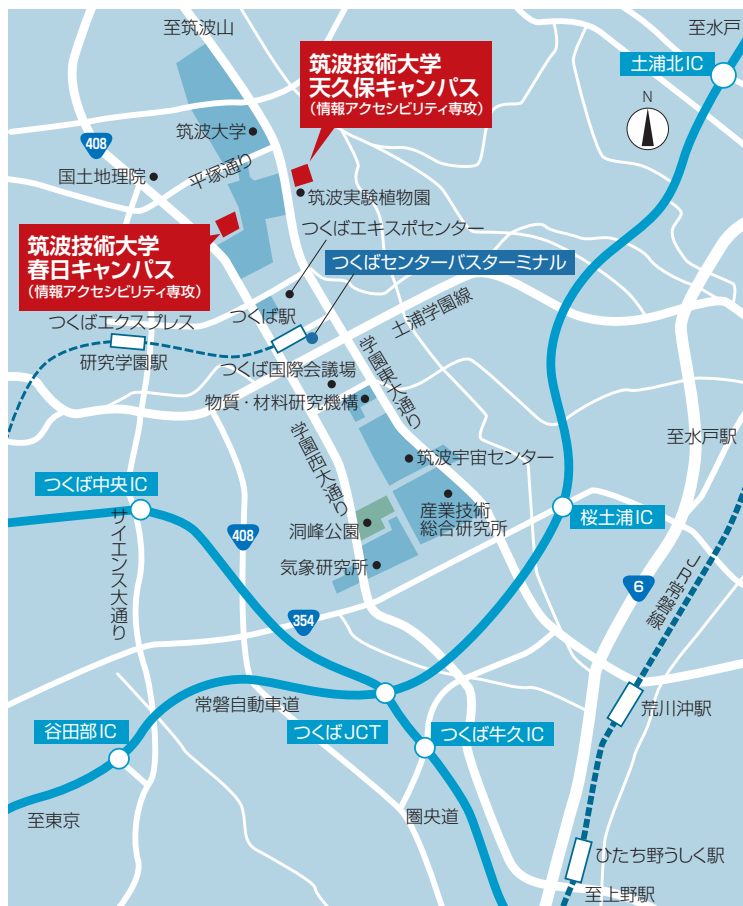 至筑波山
至水戸
筑波技術大学
天久保キャンパス
(情報アクセシビリティ専攻)
土浦北IC
N
筑波大学
408
平塚通り
国土地理院
筑波実験植物園
つくばエキスポセンター
筑波技術大学
春日キャンパス
(情報アクセシビリティ専攻)
つくばセンターバスターミナル
つくば駅
つくばエクスプレス
土浦学園線
研究学園駅
学園東大通り
つくば国際会議場
物質・材料研究機構
学園西大通り
至水戸駅
筑波宇宙センター
つくば中央IC
産業技術
総合研究所
桜土浦IC
サイエンス大通り
洞峰公園
408
気象研究所
JR常磐線
6
354
常磐自動車道
荒川沖駅
谷田部IC
つくばJCT
つくば牛久IC
至東京
圏央道
ひたち野うしく駅
至上野駅